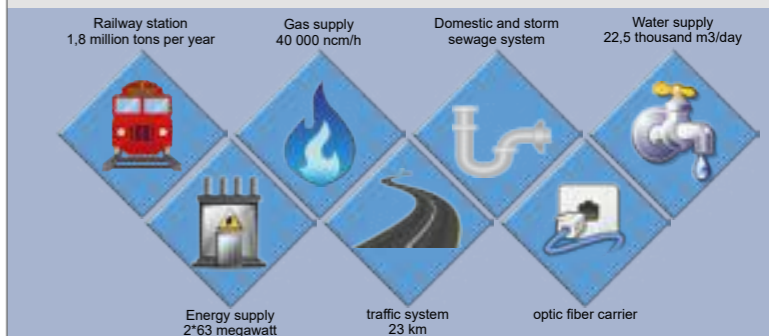 Railway station
1,8 million tons per year
Gas supply
40 000 ncm/h
Domestic and storm
sewage system
Water supply
22,5 thousand m3/day
Energy supply
2*63 megawatt
traffic system
23 km
optic fiber carrier